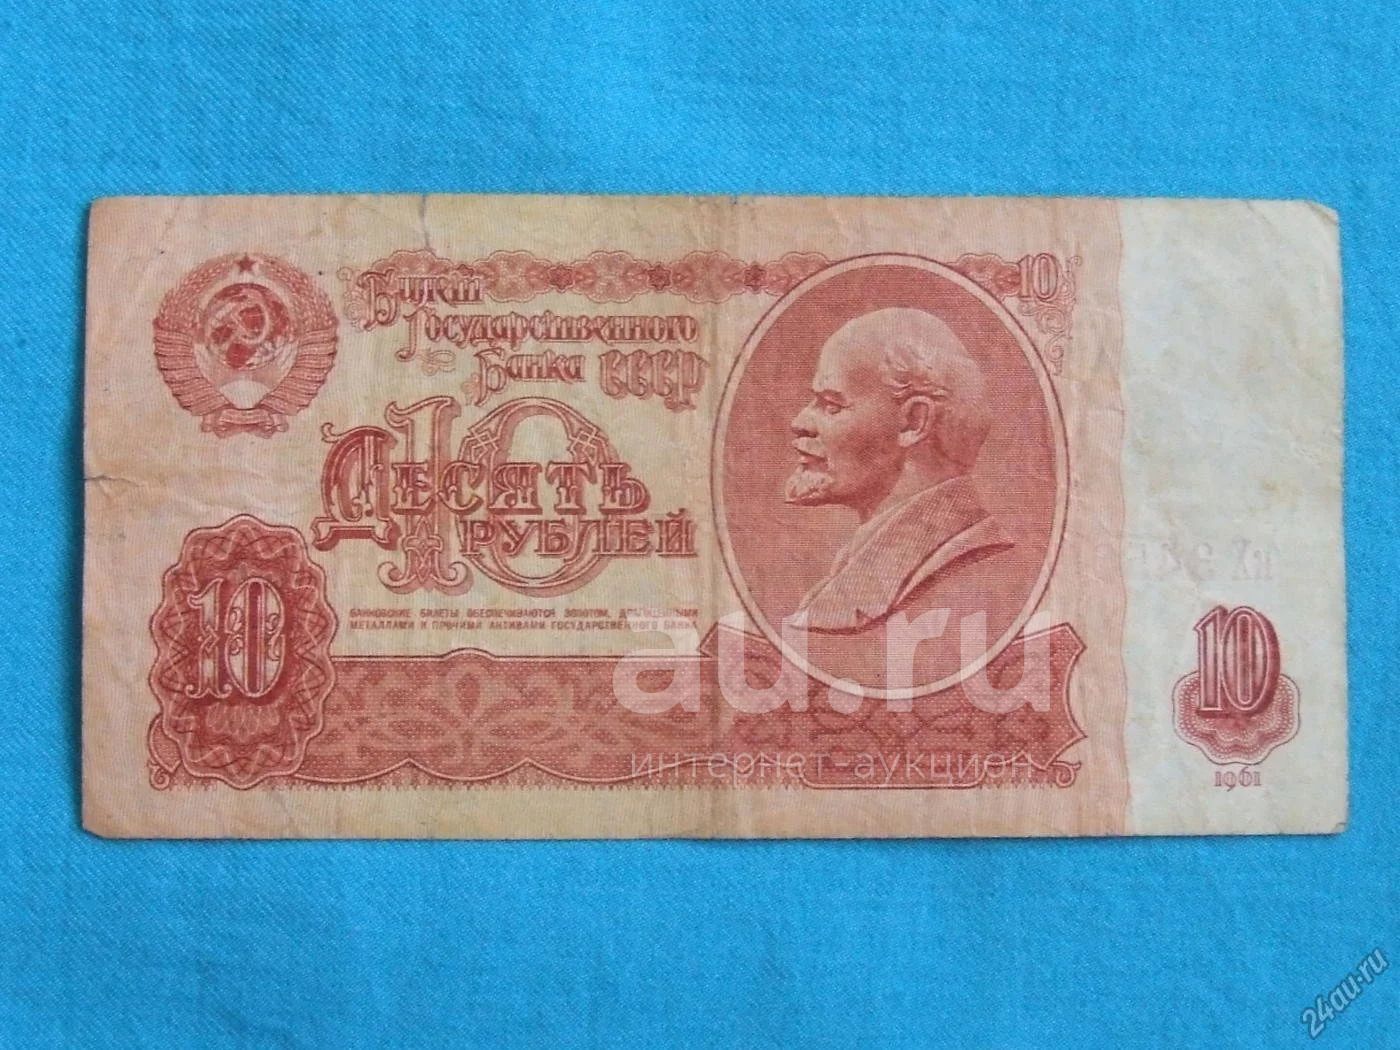 Билет
Государственного
Банка СССР
10
10
Десять
рублей
БАНКОВСКИЕ БИЛЕТЫ ОБЕСПЕЧИВАЮТСЯ ЗОЛОТОМ, ДРАГОЦЕННЫМИ
МЕТАЛЛАМИ И ПРОЧИМИ АКТИВАМИ ГОСУДАРСТВЕННОГО БАНКА
10
10
1961
au.ru
интернет-аукцион
24au.ru